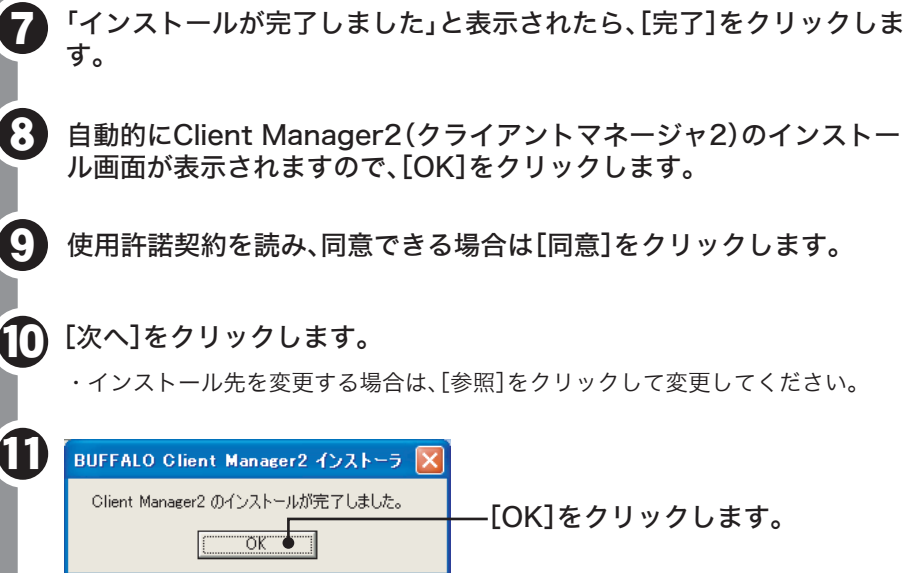 7 「インストールが完了しました」と表示されたら、[完了]をクリックしま
す。
8 自動的にClient Manager2(クライアントマネージャ2)のインストー
ル画面が表示されますので、[OK]をクリックします。
9 使用許諾契約を読み、同意できる場合は[同意]をクリックします。
10 [次へ]をクリックします。
・インストール先を変更する場合は、[参照]をクリックして変更してください。
11
BUFFALO Client Manager2 インストーラ
Client Manager2 のインストールが完了しました。
OK
[OK]をクリックします。